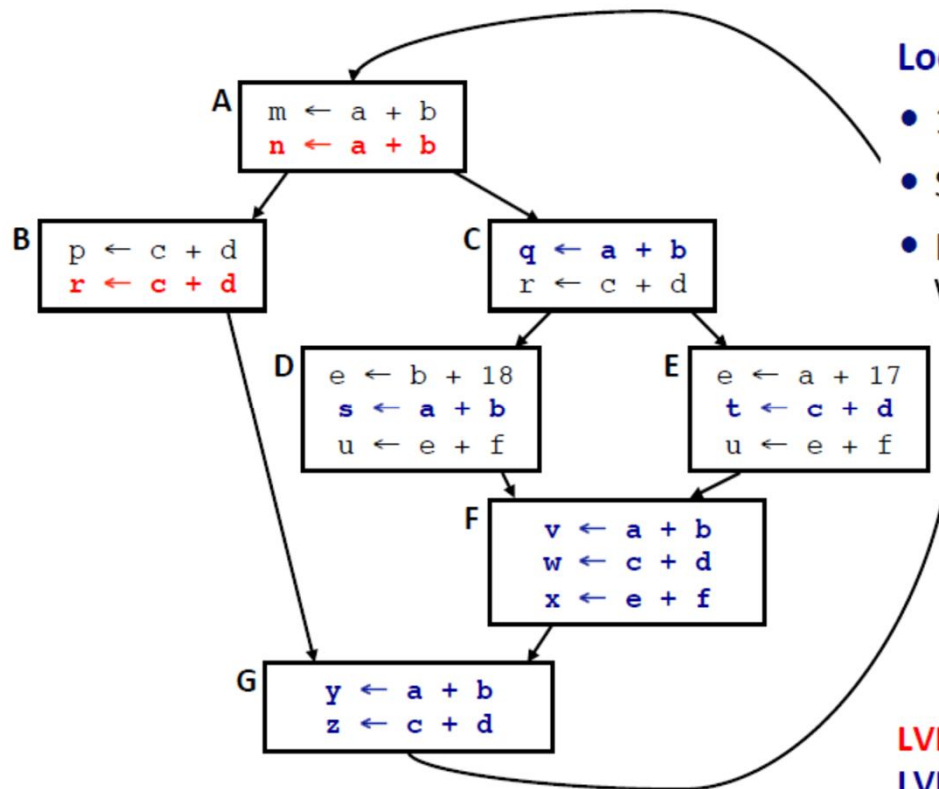 A
m ← a + b
n ← a + b
B
p ← c + d
r ← c + d
C
q ← a + b
r ← c + d
D
e ← b + 18
s ← a + b
u ← e + f
E
e ← a + 17
t ← c + d
u ← e + f
F
v ← a + b
w ← c + d
x ← e + f
G
y ← a + b
z ← c + d